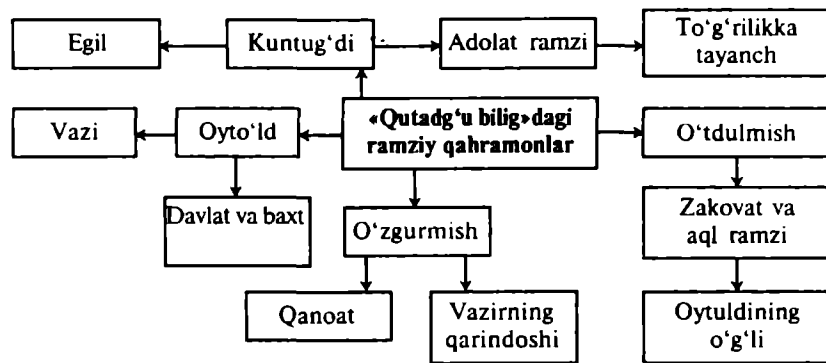 Egil
Kuntug‘di
Adolat ramzi
To‘g‘rilikka
tayanch
Vazi
Oyto‘ld
«Qutadg‘u bilig»dagi
ramziy qahramonlar
O‘tdulmish
Davlat va baxt
O‘zgurmish
Zakovat va
aql ramzi
Qanoat
Vazirning
qarindoshi
Oytuldining
o‘g‘li